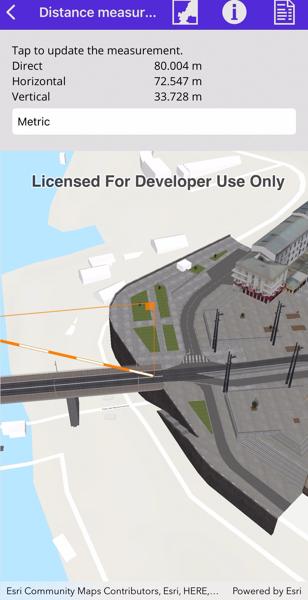 Distance measur...
Tap to update the measurement.
Direct 80.004 m
Horizontal 72.547 m
Vertical 33.728 m
Metric
Licensed For Developer Use Only
Esri Community Maps Contributors, Esri, HERE,... Powered by Esri